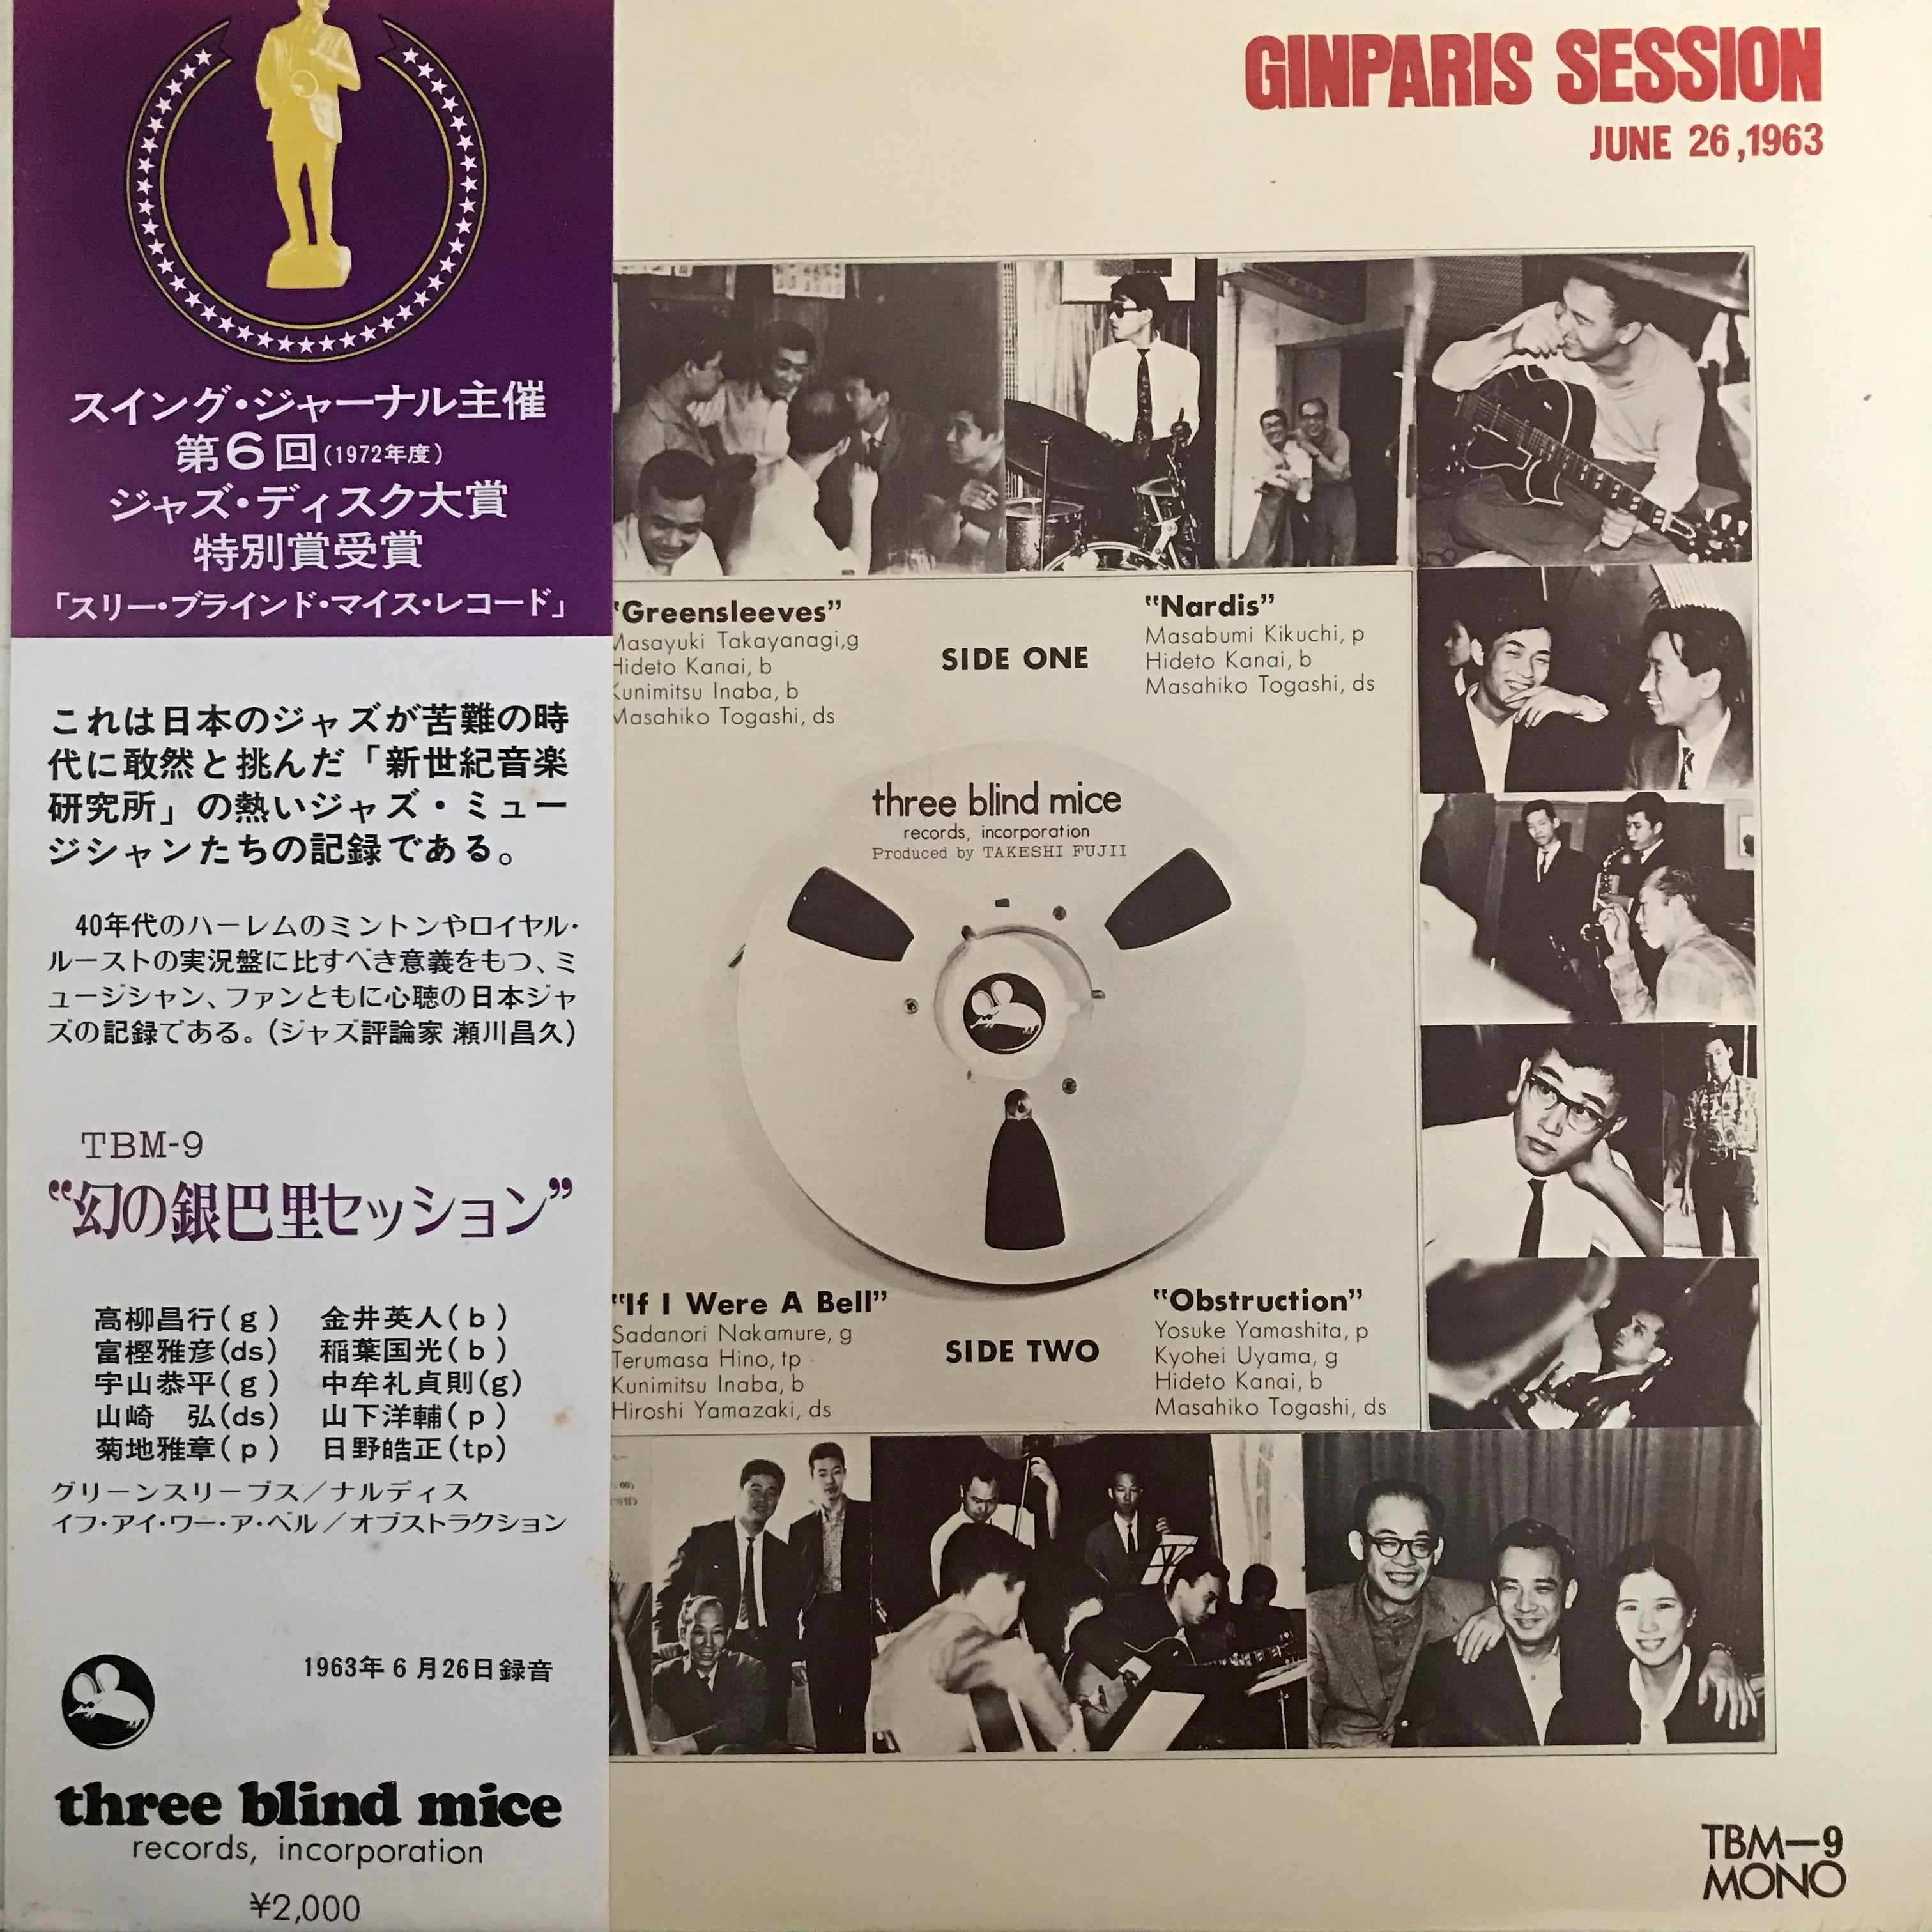 スイング・ジャーナル主催
第6回(1972年度)
ジャズ・ディスク大賞
特別賞受賞
「スリー・ブラインド・マイス・レコード」
これは日本のジャズが苦難の時
代に敢然と挑んだ「新世紀音楽
研究所」の熱いジャズ・ミュー
ジシャンたちの記録である。
40年代のハーレムのミントンやロイヤル・
ルーストの実況盤に比すべき意義をもつ、ミ
ュージシャン、ファンともに心聴の日本ジャ
ズの記録である。(ジャズ評論家 瀬川昌久)
TBM-9
“幻の銀巴里セッション”
高柳昌行(g) 金井英人(b)
富樫雅彦(ds) 稲葉国光(b)
宇山恭平(g) 中牟礼貞則(g)
山崎 弘(ds) 山下洋輔(p)
菊地雅章(p) 日野皓正(tp)
グリーンスリーブス/ナルディス
イフ・アイ・ワー・ア・ベル/オブストラクション
1963年6月26日録音
three blind mice
records, incorporation
¥2,000
GINPARIS SESSION
JUNE 26,1963
"Greensleeves"
Masayuki Takayanagi,g
Hideto Kanai, b
Kunimitsu Inaba, b
Masahiko Togashi, ds
SIDE ONE
"Nardis"
Masabumi Kikuchi, p
Hideto Kanai, b
Masahiko Togashi, ds
three blind mice
records, incorporation
Produced by TAKESHI FUJII
"If I Were A Bell"
Sadanori Nakamure, g
Terumasa Hino, tp
Kunimitsu Inaba, b
Hiroshi Yamazaki, ds
SIDE TWO
"Obstruction"
Yosuke Yamashita, p
Kyohei Uyama, g
Hideto Kanai, b
Masahiko Togashi, ds
TBM-9
MONO